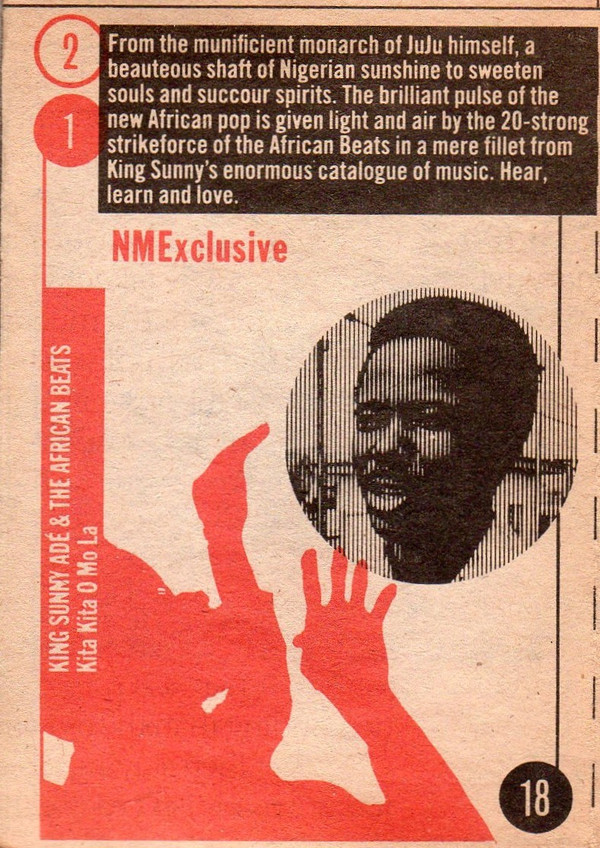 2
1
From the munificient monarch of JuJu himself, a
beauteous shaft of Nigerian sunshine to sweeten
souls and succour spirits. The brilliant pulse of the
new African pop is given light and air by the 20-strong
strikeforce of the African Beats in a mere fillet from
King Sunny's enormous catalogue of music. Hear,
learn and love.
NMExclusive
KING SUNNY ADÉ & THE AFRICAN BEATS
Kita Kita O Mo La
18